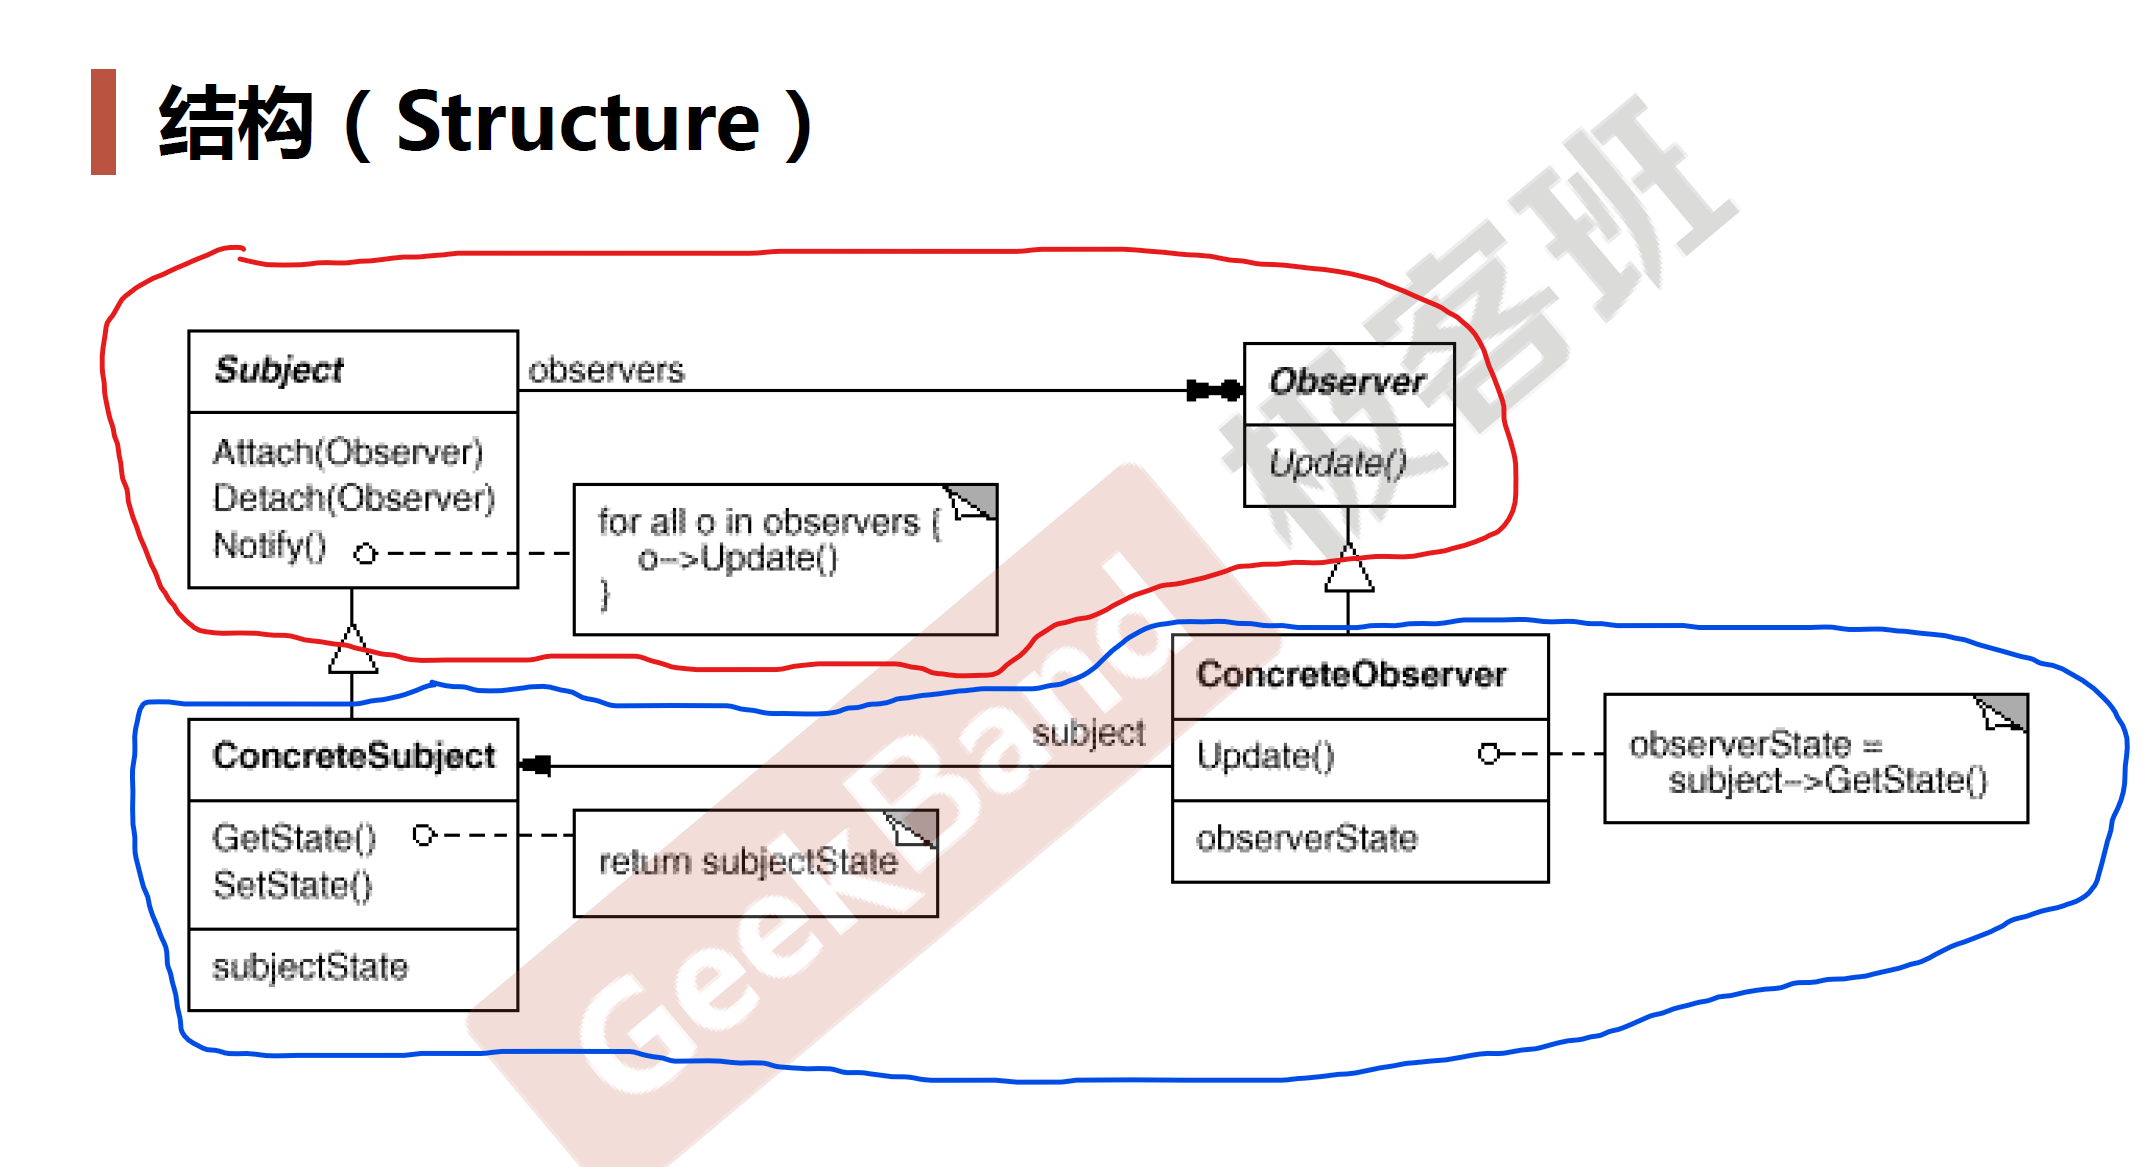 结构（Structure）
Subject
Attach(Observer)
Detach(Observer)
Notify()
observers
for all o in observers {
o-->Update()
}
Observer
Update()
ConcreteSubject
GetState()
SetState()
subjectState
return subjectState
subject
ConcreteObserver
Update()
observerState
observerState =
subject-->GetState()
GeekBand
极客班